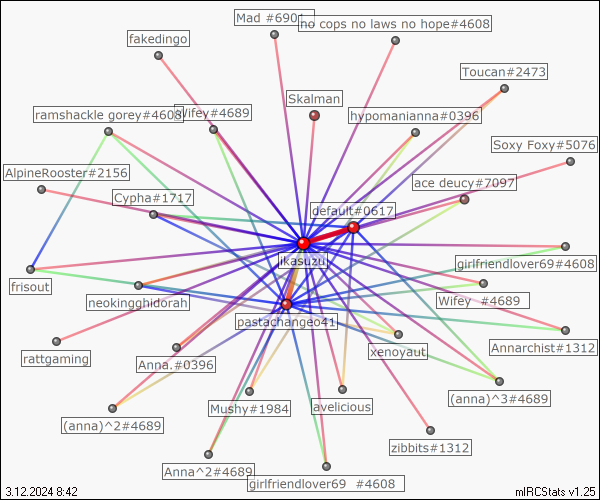 Mad #690
no cops no laws no hope#4608
fakedingo
Toucan#2473
Skalman
ramshackle gorey#4608
Wifey#4689
hypomanianna#0396
Soxy Foxy#5076
AlpineRooster#2156
ace deucy#7097
Cypha#1717
default#0617
ikasuzu
girlfriendlover69#4608
frisout
neokingghidorah
Wifey  #4689
pastachangeo41
rattgaming
Anna.#0396
xenoyaut
Annarchist#1312
(anna)^2#4689
Mushy#1984
avelicious
(anna)^3#4689
zibbits#1312
Anna^2#4689
girlfriendlover69  #4608
3.12.2024 8:42
mIRCStats v1.25